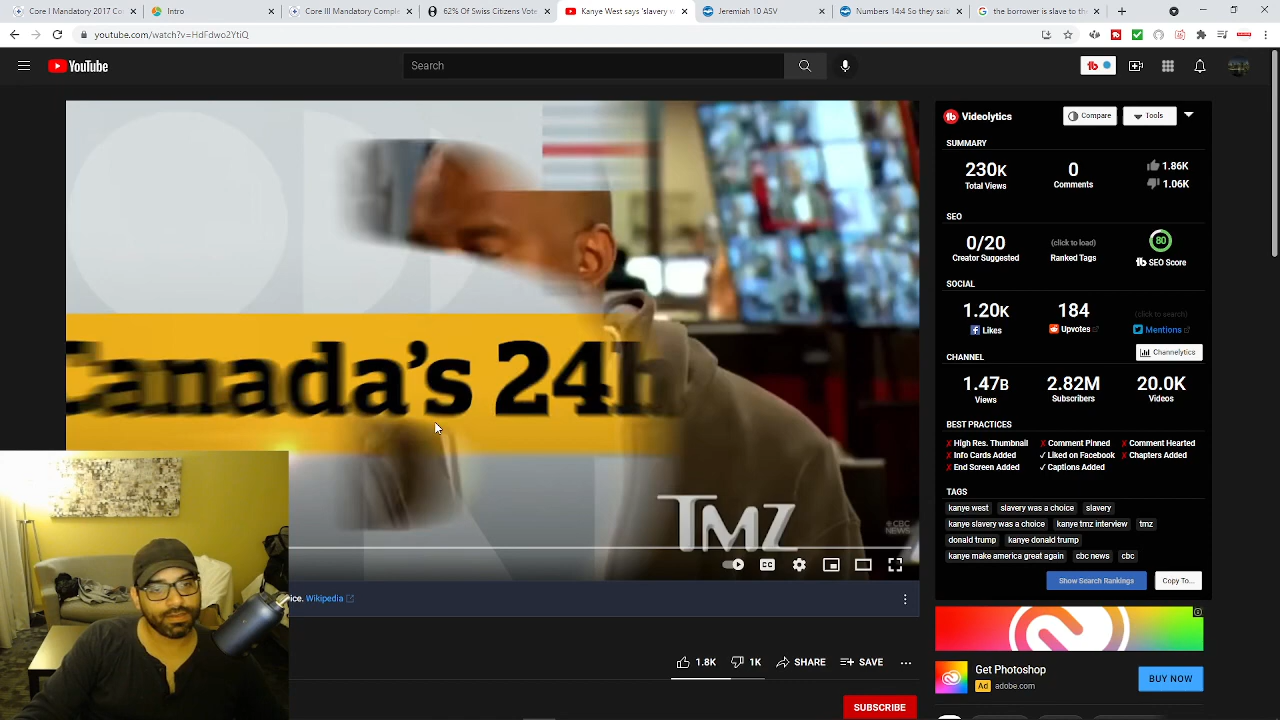 Core I Mandatory 2017 Co
Intro
Core III Mandatory Comple
62% Of Swiss Citizens Vote
Kanye West says 'slavery w
Jeremiah 10 ASV
Numbers 14:4 So they said
the borrower is slave to the
youtube.com/watch?v=HdFdwo2YtiQ
YouTube
Search
Videolytics
Compare
Tools
SUMMARY
230K
0
1.86K
1.06K
Total Views
Comments
SEO
0/20
(click to load)
80
Creator Suggested
Ranked Tags
SEO Score
SOCIAL
1.20K
184
(click to search)
Likes
Upvotes
Mentions
CHANNEL
Channelytics
1.47B
2.82M
20.0K
Views
Subscribers
Videos
BEST PRACTICES
High Res. Thumbnail
Comment Pinned
Comment Hearted
Info Cards Added
Liked on Facebook
Chapters Added
End Screen Added
Captions Added
TAGS
kanye west
slavery was a choice
slavery
kanye slavery was a choice
kanye tmz interview
tmz
donald trump
kanye donald trump
kanye make america great again
cbc news
cbc
Show Search Rankings
Copy To...
Canada's 24h
TMZ
CBC
NEWS
CC
ice. Wikipedia
1.8K
1K
SHARE
SAVE
SUBSCRIBE
Get Photoshop
Ad
adobe.com
BUY NOW